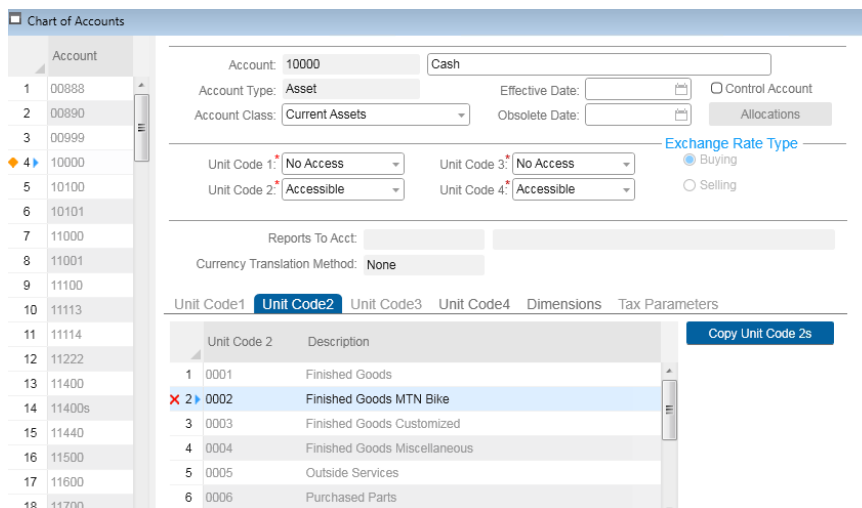 Chart of Accounts
Account
1 00888
2 00890
3 00999
4 10000
5 10100
6 10101
7 11000
8 11001
9 11100
10 11113
11 11114
12 11222
13 11400
14 11400s
15 11440
16 11500
17 11600
18 11700
Account: 10000 Cash
Account Type: Asset Effective Date: Control Account
Account Class: Current Assets Obsolete Date: Allocations
Exchange Rate Type
Unit Code 1:* No Access Unit Code 3:* No Access Buying
Unit Code 2:* Accessible Unit Code 4:* Accessible Selling
Reports To Acct:
Currency Translation Method: None
Unit Code1 Unit Code2 Unit Code3 Unit Code4 Dimensions Tax Parameters
Unit Code 2 Description Copy Unit Code 2s
1 0001 Finished Goods
2 0002 Finished Goods MTN Bike
3 0003 Finished Goods Customized
4 0004 Finished Goods Miscellaneous
5 0005 Outside Services
6 0006 Purchased Parts